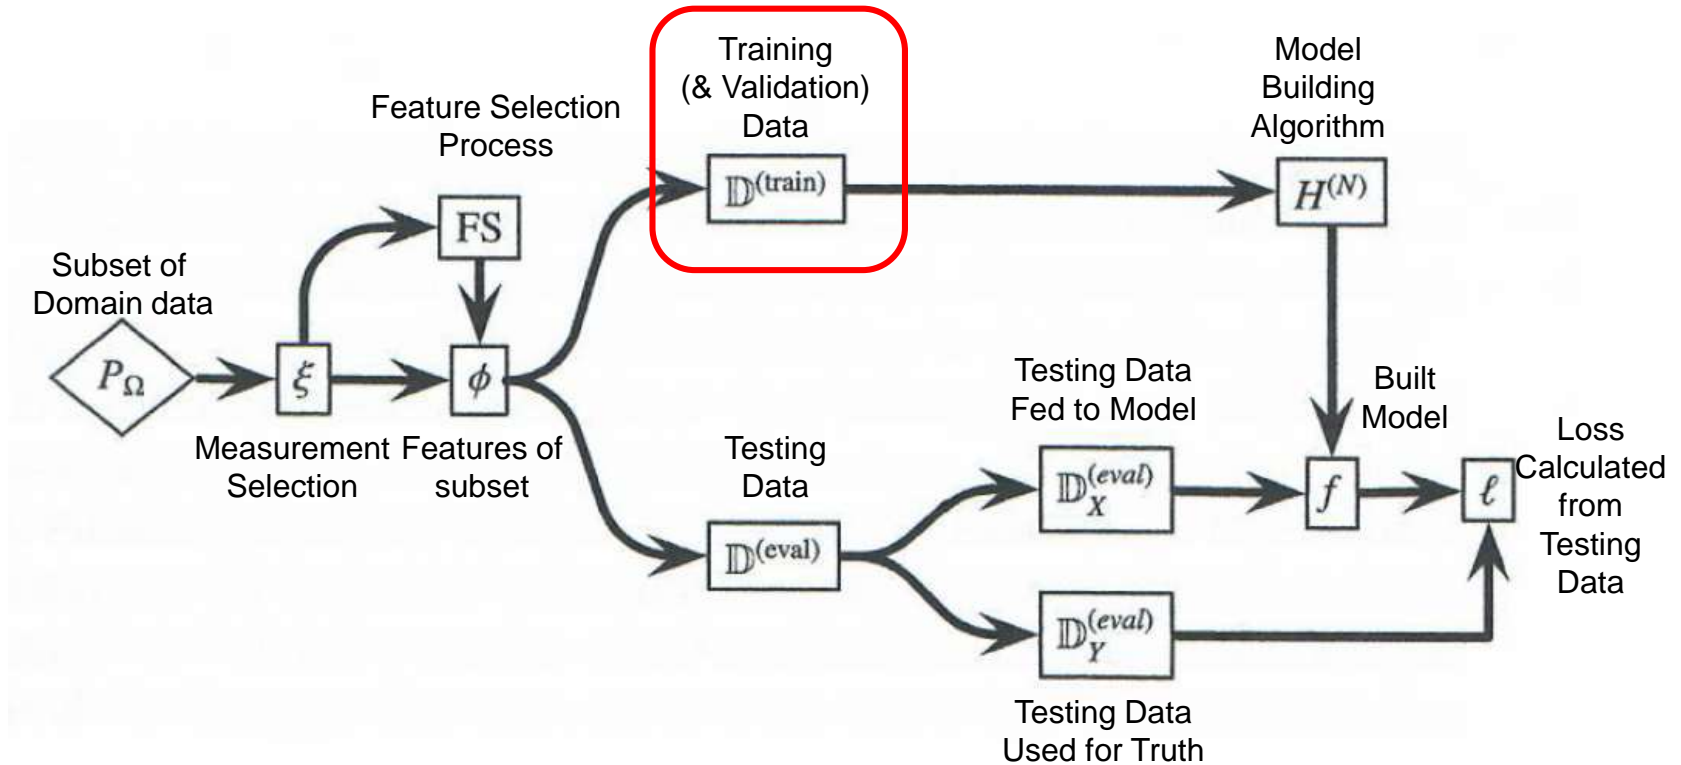 Training
(& Validation)
Data
𝔻(train)
Model
Building
Algorithm
H(N)
Feature Selection
Process
FS
Subset of
Domain data
PΩ
ξ
Measurement
Selection
ϕ
Features of
subset
Testing
Data
𝔻(eval)
Testing Data
Fed to Model
𝔻X(eval)
Built
Model
f
ℓ
Loss
Calculated
from
Testing
Data
𝔻Y(eval)
Testing Data
Used for Truth